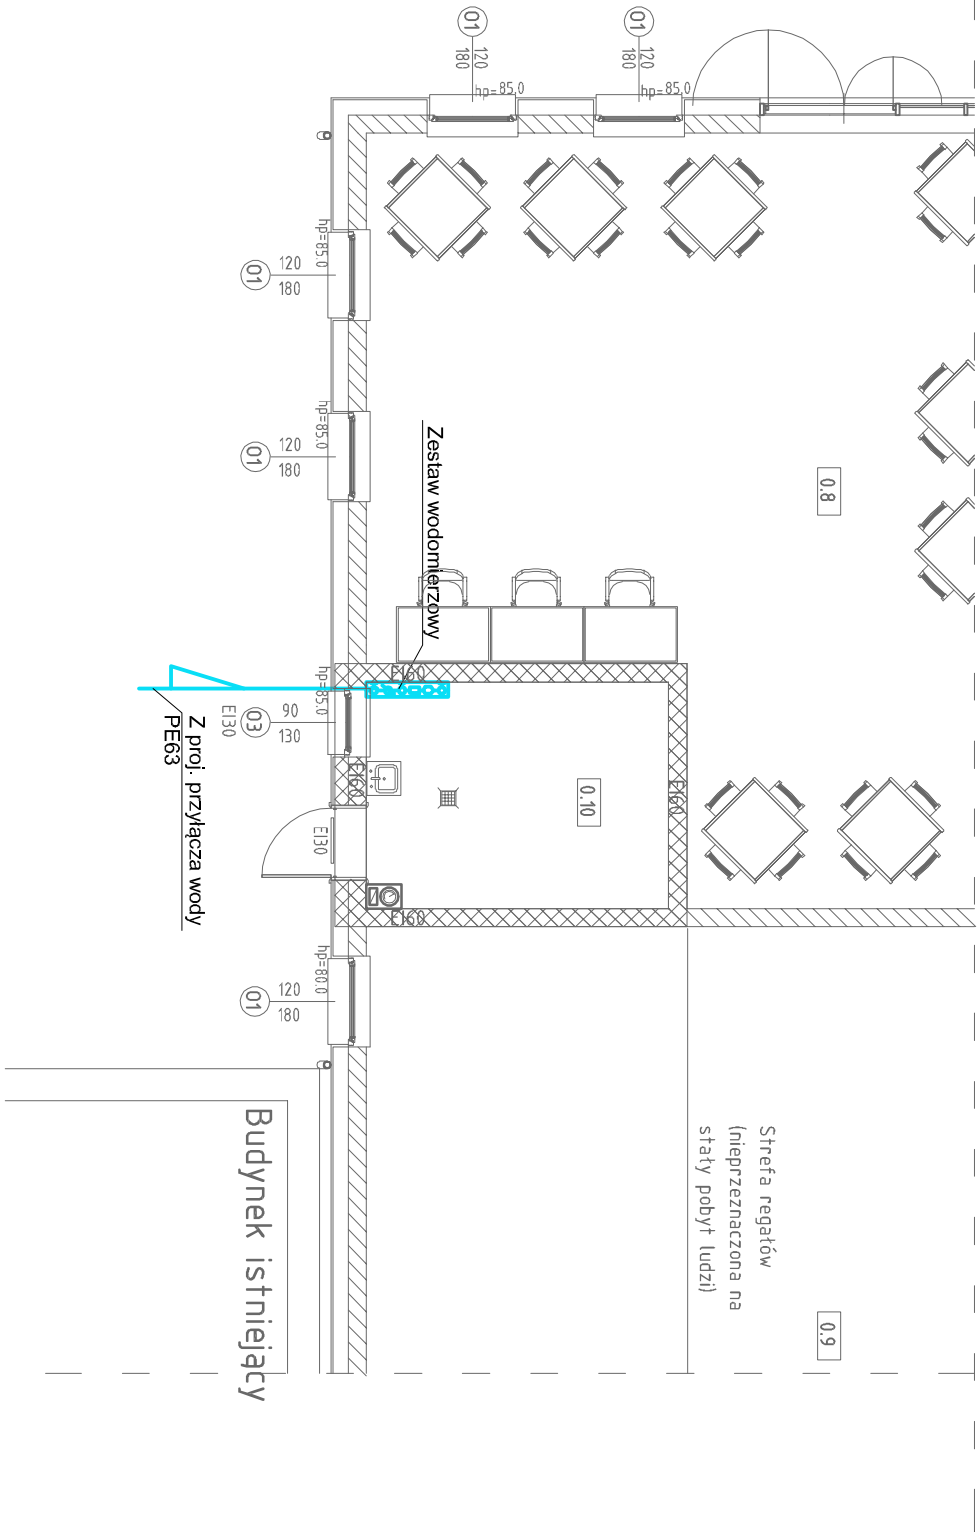 01
120
180
hp=85.0
01
120
180
hp=85.0
hp=85.0
120
180
01
hp=85.0
120
180
01
Zestaw wodomierzowy
0.8
EI60
hp=85.0
90
130
03
EI30
Z proj. przyłącza wody
PE63
EI60
EI30
0.10
EI60
EI60
hp=80.0
120
180
01
Strefa regałów
(nieprzeznaczona na
stały pobyt ludzi)
0.9
Budynek istniejący